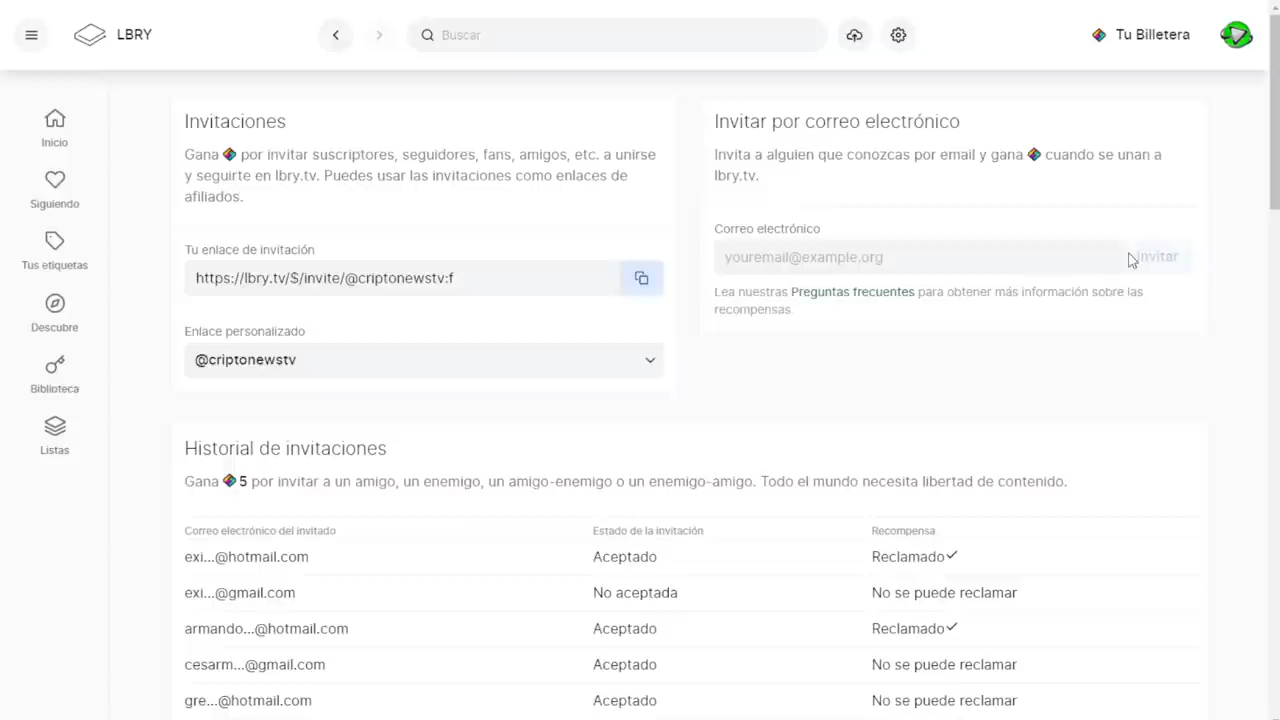 LBRY
Buscar
Tu Billetera
Inicio
Siguiendo
Tus etiquetas
Descubre
Biblioteca
Listas
Invitaciones
Gana por invitar suscriptores, seguidores, fans, amigos, etc. a unirse
y seguirte en lbry.tv. Puedes usar las invitaciones como enlaces de
afiliados.
Tu enlace de invitación
https://lbry.tv/$/invite/@criptonewstv:f
Enlace personalizado
@criptonewstv
Invitar por correo electrónico
Invita a alguien que conozcas por email y gana cuando se unan a
lbry.tv.
Correo electrónico
youremail@example.org
Invitar
Lea nuestras Preguntas frecuentes para obtener más información sobre las
recompensas.
Historial de invitaciones
Gana 5 por invitar a un amigo, un enemigo, un amigo-enemigo o un enemigo-amigo. Todo el mundo necesita libertad de contenido.
Correo electrónico del invitado Estado de la invitación Recompensa
exi...@hotmail.com Aceptado Reclamado✓
exi...@gmail.com No aceptada No se puede reclamar
armando...@hotmail.com Aceptado Reclamado✓
cesarm...@gmail.com Aceptado No se puede reclamar
gre...@hotmail.com Aceptado No se puede reclamar